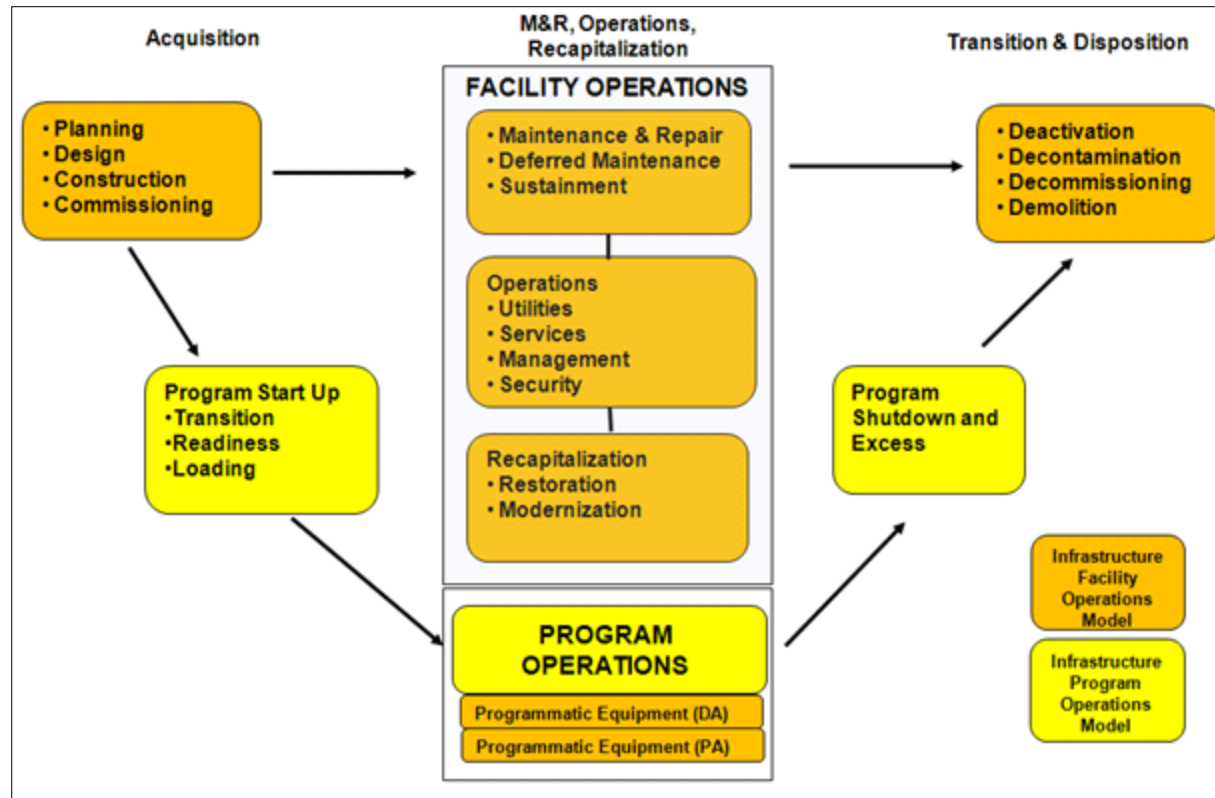 Acquisition
M&R, Operations,
Recapitalization
Transition & Disposition
FACILITY OPERATIONS
• Planning
• Design
• Construction
• Commissioning
• Maintenance & Repair
• Deferred Maintenance
• Sustainment
• Deactivation
• Decontamination
• Decommissioning
• Demolition
Operations
• Utilities
• Services
• Management
• Security
Program Start Up
•Transition
•Readiness
•Loading
Program
Shutdown and
Excess
Recapitalization
• Restoration
• Modernization
PROGRAM
OPERATIONS
Programmatic Equipment (DA)
Programmatic Equipment (PA)
Infrastructure
Facility
Operations
Model
Infrastructure
Program
Operations
Model